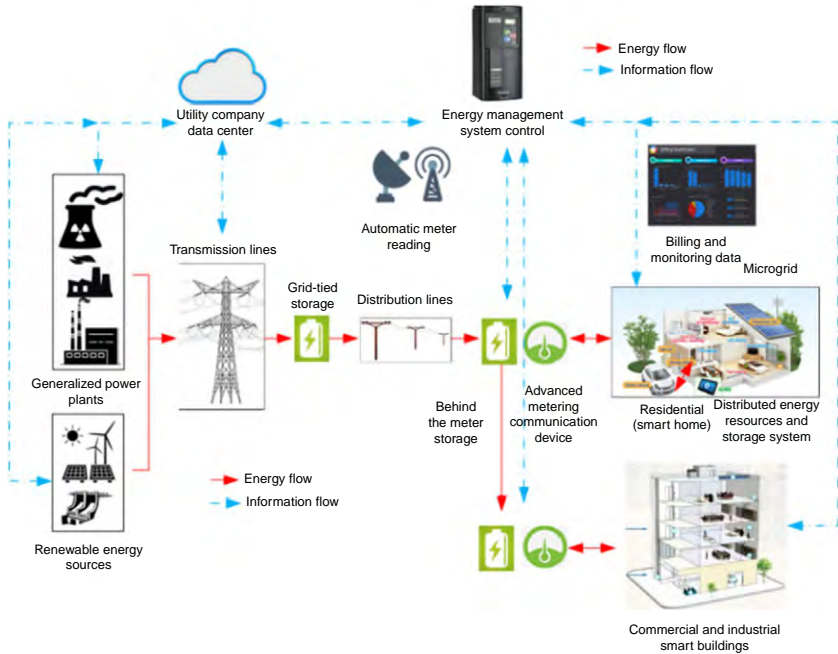 Energy flow
Information flow
Utility company
data center
Energy management
system control
Automatic meter
reading
Billing and
monitoring data
Microgrid
Transmission lines
Grid-tied
storage
Distribution lines
Generalized power
plants
Behind
the meter
storage
Advanced
metering
communication
device
Residential
(smart home)
Distributed energy
resources and
storage system
Energy flow
Information flow
Renewable energy
sources
Commercial and industrial
smart buildings